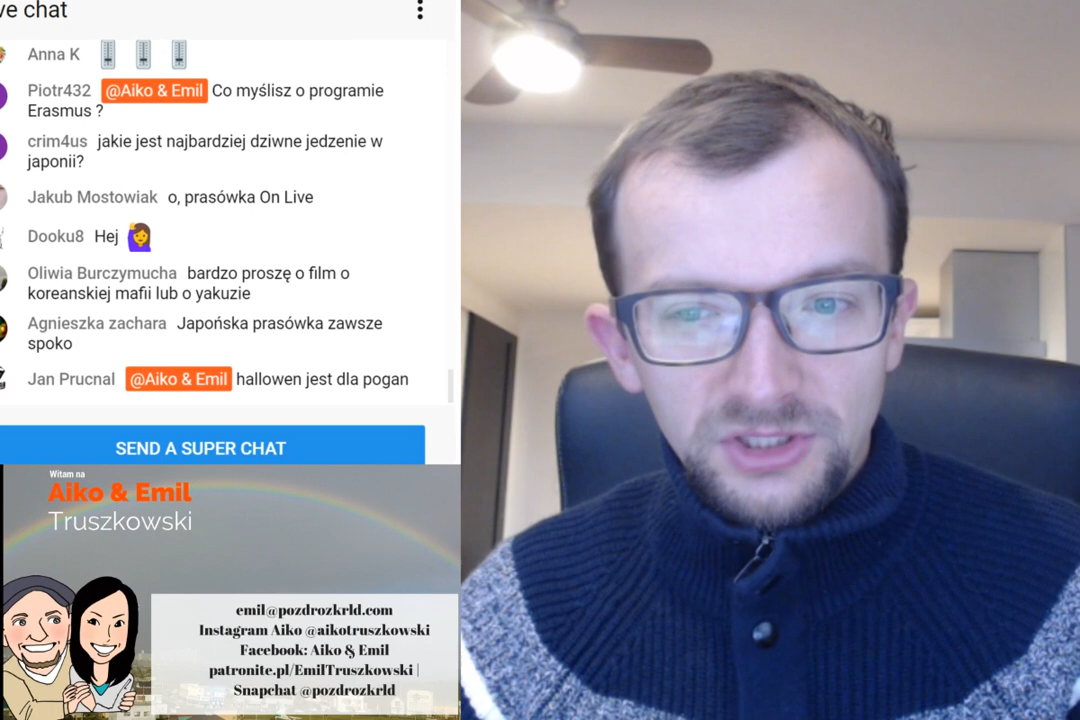 ve chat
Anna K
Piotr432 @Aiko & Emil Co myślisz o programie
Erasmus ?
crim4us jakie jest najbardziej dziwne jedzenie w
japonii?
Jakub Mostowiak o, prasówka On Live
Dooku8 Hej
Oliwia Burczymucha bardzo proszę o film o
koreanskiej mafii lub o yakuzie
Agnieszka zachara Japońska prasówka zawsze
spoko
Jan Prucnal @Aiko & Emil hallowen jest dla pogan
SEND A SUPER CHAT
Witam na
Aiko & Emil
Truszkowski
emil@pozdrozkrld.com
Instagram Aiko @aikotruszkowski
Facebook: Aiko & Emil
patronite.pl/EmilTruszkowski |
Snapchat @pozdrozkrld